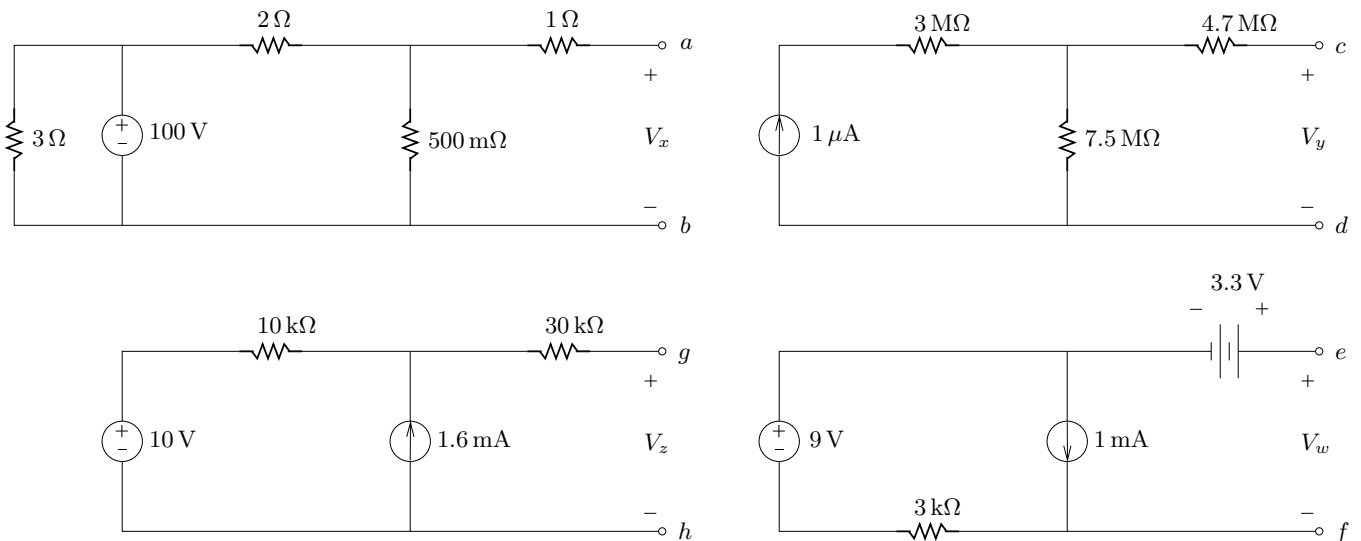 2 Ω 1 Ω a
+
3 Ω + − 100 V 500 mΩ V_x
−
b
3 MΩ 4.7 MΩ c
+
1 μA 7.5 MΩ V_y
−
d
10 kΩ 30 kΩ g
+
+ − 10 V 1.6 mA V_z
−
h
3.3 V
− +
e
+
+ − 9 V 1 mA V_w
3 kΩ −
f